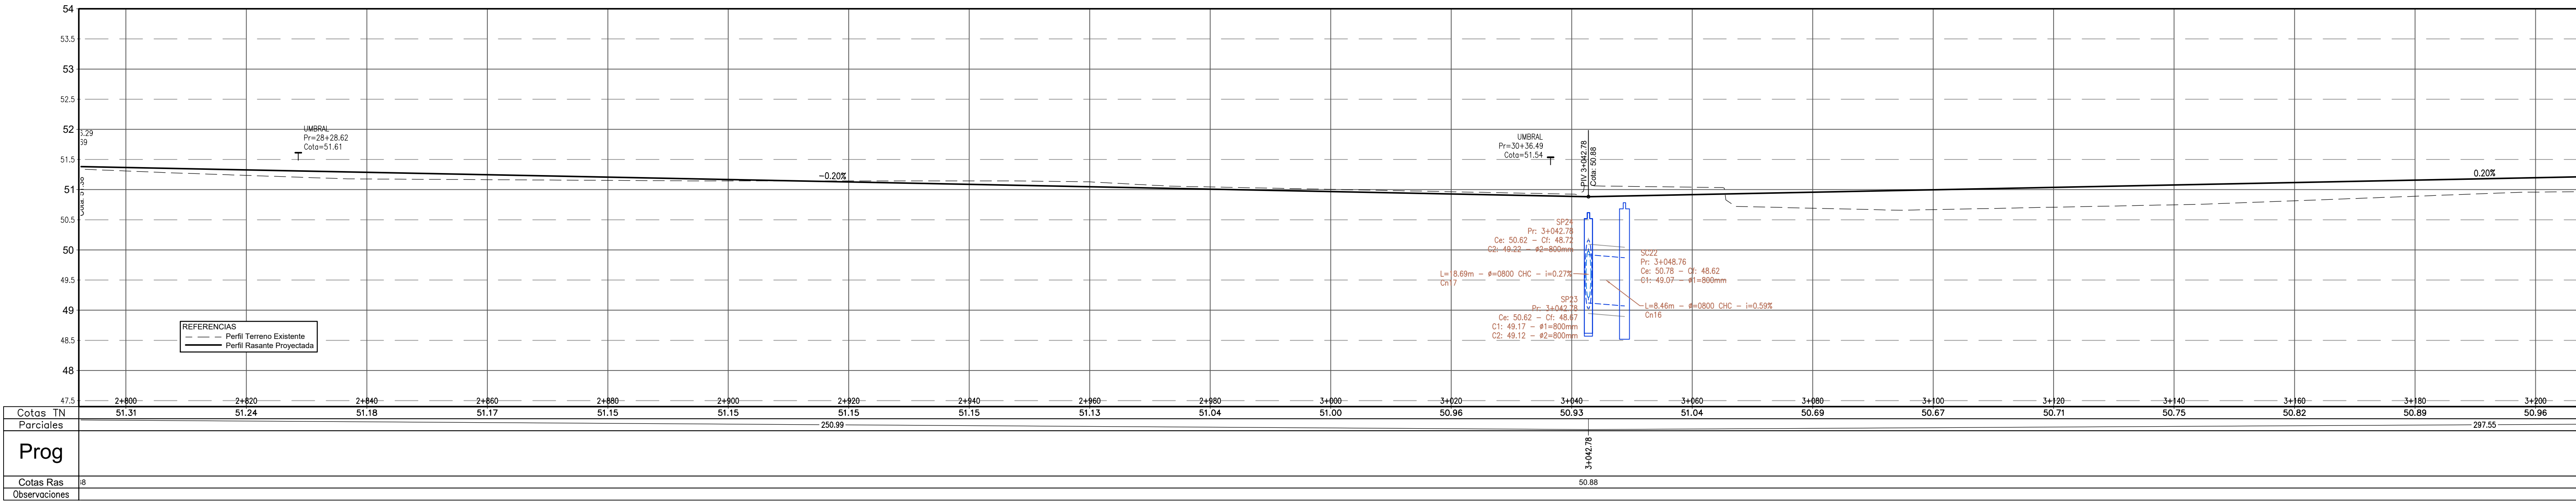 54
53.5
53
52.5
52
51.5
51
50.5
50
49.5
49
48.5
48
47.5
UMBRAL
Pr=28+28.62
Cota=51.61
-0.20%
UMBRAL
Pr=30+36.49
Cota=51.54
PIV 3+042.78
Cota: 50.88
0.20%
SP24
Pr: 3+042.78
Ce: 50.62 - Cf: 48.72
C2: 49.22 - ø2=800mm
L= 8.69m - ø=0800 CHC - i=0.27%
Cn17
SP23
Pr: 3+042.78
Ce: 50.62 - Cf: 48.67
C1: 49.17 - ø1=800mm
C2: 49.12 - ø2=800mm
SC22
Pr: 3+048.76
Ce: 50.78 - Cf: 48.62
C1: 49.07 - ø1=800mm
L=8.46m - ø=0800 CHC - i=0.59%
Cn16
REFERENCIAS
Perfil Terreno Existente
Perfil Rasante Proyectada
2+800 2+820 2+840 2+860 2+880 2+900 2+920 2+940 2+960 2+980 3+000 3+020 3+040 3+060 3+080 3+100 3+120 3+140 3+160 3+180 3+200
Cotas TN 51.31 51.24 51.18 51.17 51.15 51.15 51.15 51.15 51.13 51.04 51.00 50.96 50.93 51.04 50.69 50.67 50.71 50.75 50.82 50.89 50.96
Parciales 250.99 297.55
Prog 3+042.78
Cotas Ras 50.88
Observaciones